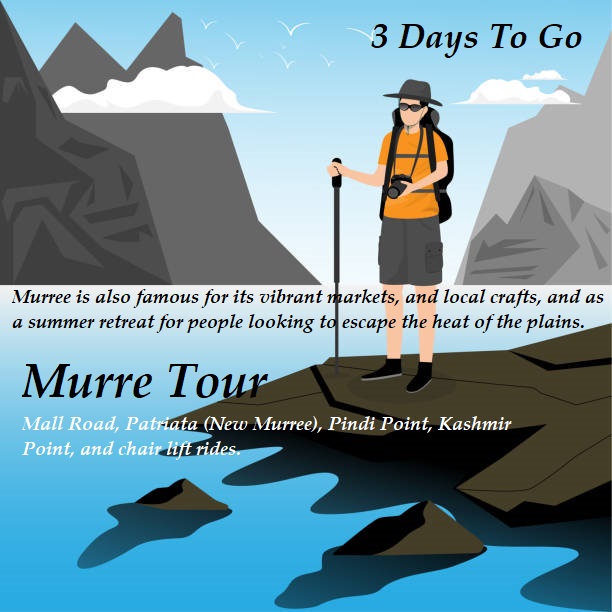 3 Days To Go
Murree is also famous for its vibrant markets, and local crafts, and as
a summer retreat for people looking to escape the heat of the plains.
Murre Tour
Mall Road, Patriata (New Murree), Pindi Point, Kashmir
Point, and chair lift rides.